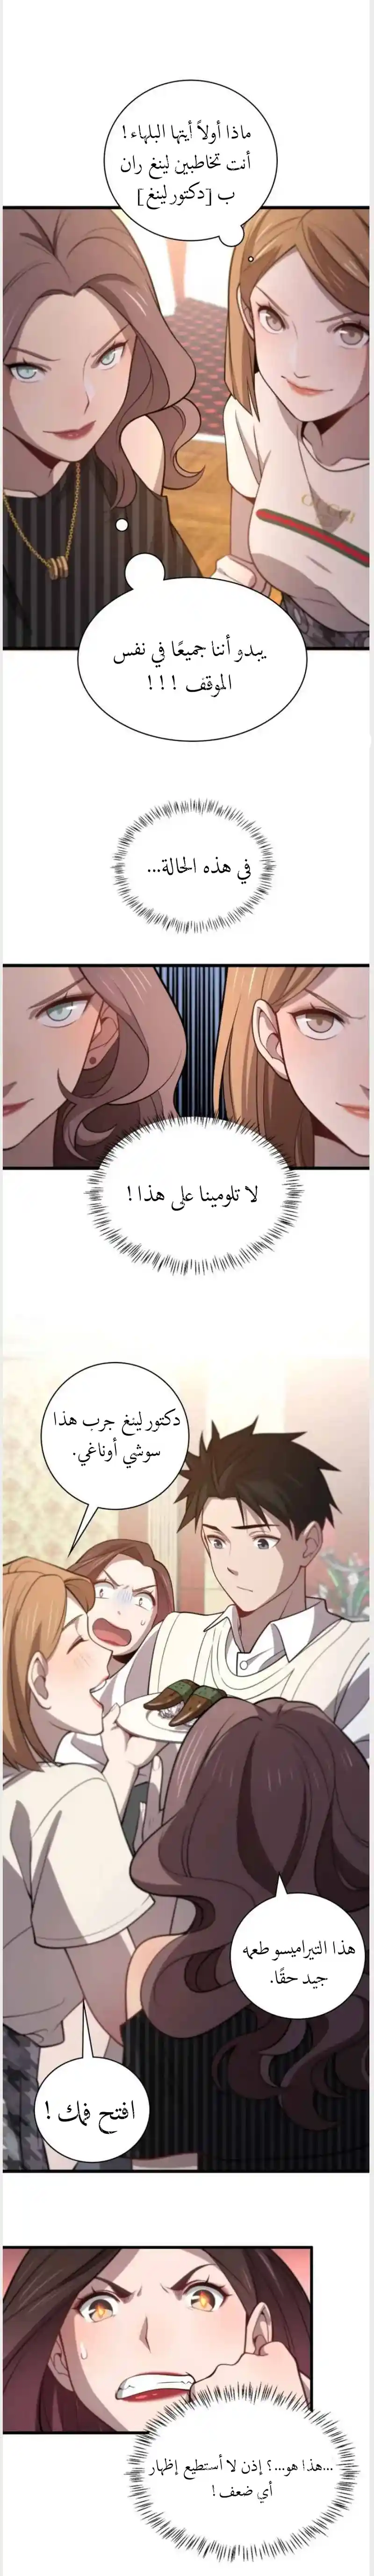 ماذا أولاً أيتها البلهاء!
أنت تخاطبين لينغ ران
ب [دكتور لينغ]
GUCCI
يبدو أننا جميعًا في نفس
الموقف !!!
في هذه الحالة...
لا تلومينا على هذا!
دكتور لينغ جرب هذا
سوشي أوناغي.
هذا التيراميسو طعمه
جيد حقًا.
افتح فمك !
...هذا هو...؟ إذن لا أستطيع إظهار
أي ضعف!